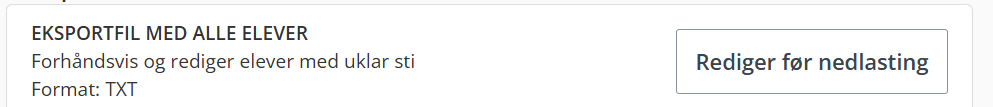 EKSPORTFIL MED ALLE ELEVER
Forhåndsvis og rediger elever med uklar sti
Format: TXT
Rediger før nedlasting